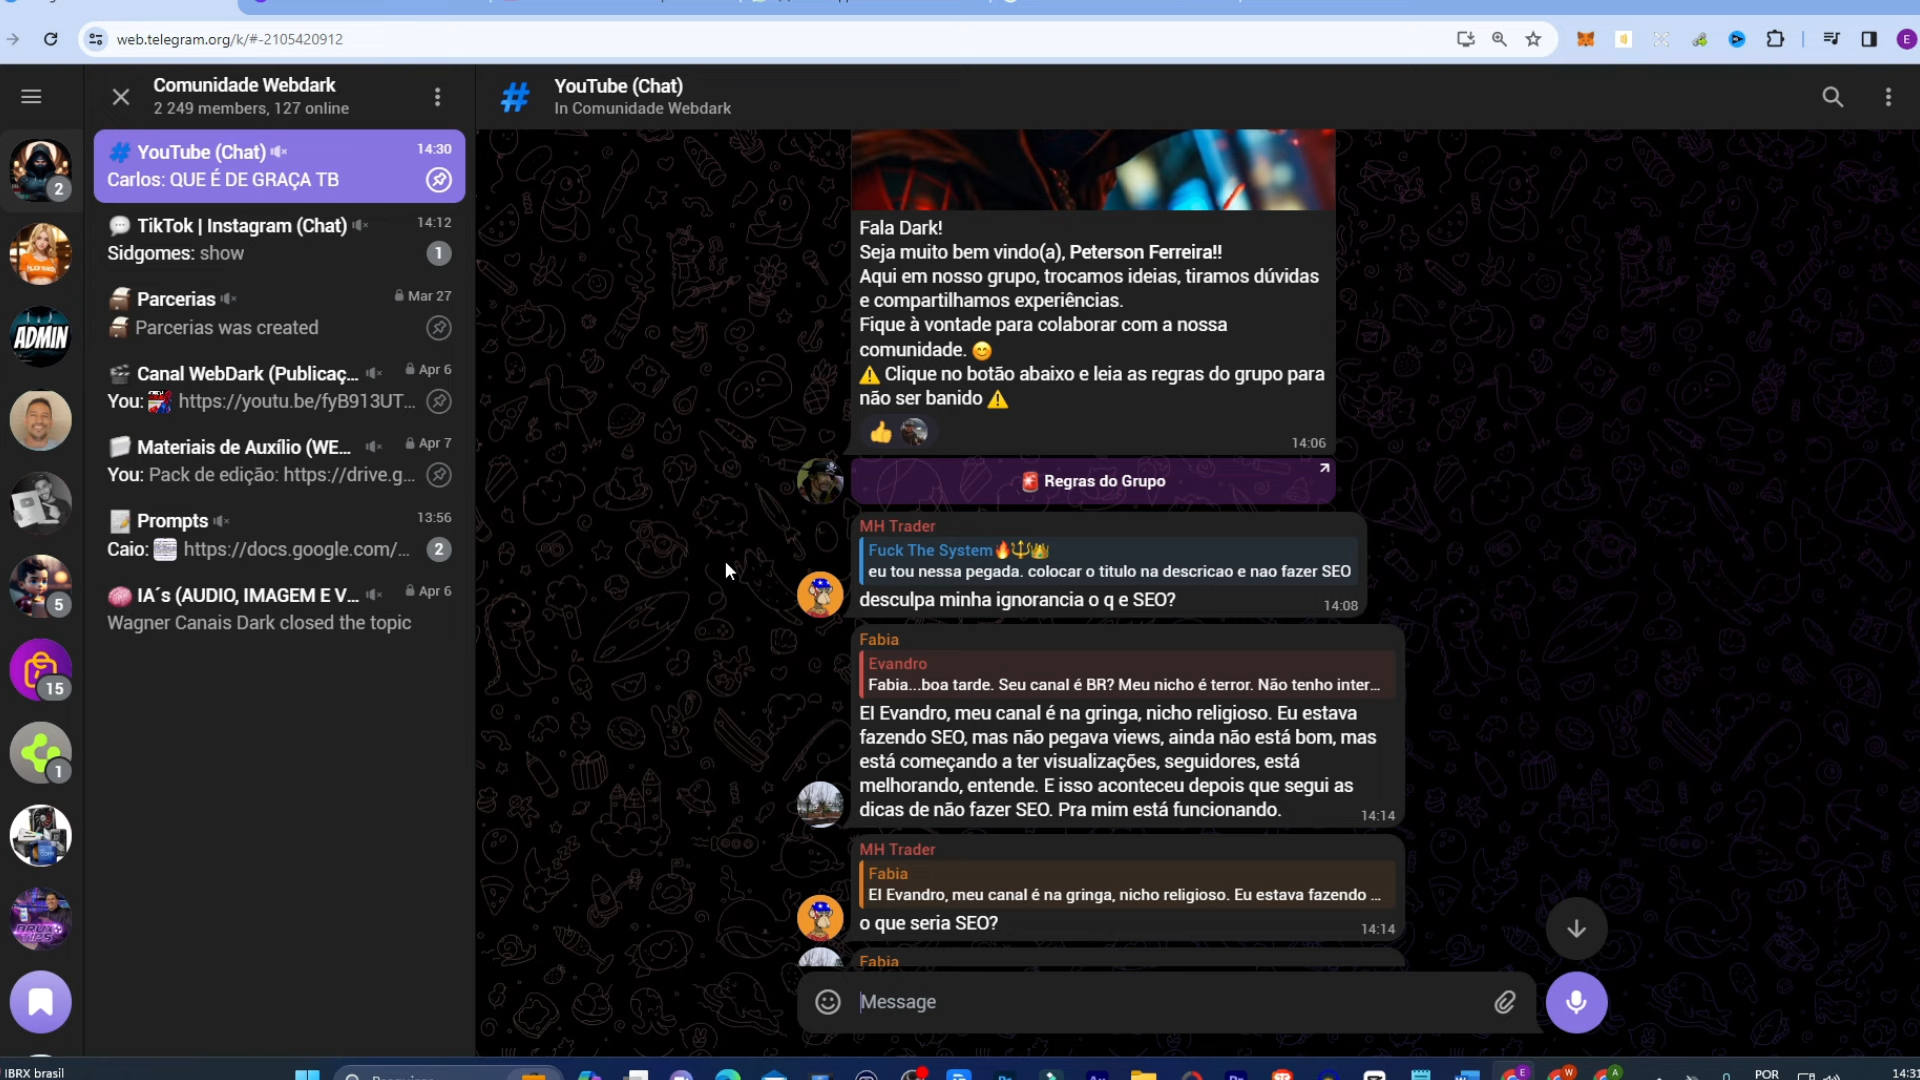 web.telegram.org/k/#-2105420912
E
Comunidade Webdark
2 249 members, 127 online
YouTube (Chat)
14:30
Carlos: QUE É DE GRAÇA TB
2
TikTok | Instagram (Chat)
14:12
Sidgomes: show
1
Parcerias
Mar 27
Parcerias was created
ADMIN
Canal WebDark (Publicaç...
Apr 6
You: https://youtu.be/fyB913UT...
Materiais de Auxílio (WE...
Apr 7
You: Pack de edição: https://drive.g...
Prompts
13:56
Caio: https://docs.google.com/...
2
IA´s (AUDIO, IMAGEM E V...
Apr 6
Wagner Canais Dark closed the topic
5
15
1
YouTube (Chat)
In Comunidade Webdark
Fala Dark!
Seja muito bem vindo(a), Peterson Ferreira!!
Aqui em nosso grupo, trocamos ideias, tiramos dúvidas
e compartilhamos experiências.
Fique à vontade para colaborar com a nossa
comunidade. 😊
⚠️ Clique no botão abaixo e leia as regras do grupo para
não ser banido ⚠️
14:06
Regras do Grupo
MH Trader
Fuck The System🔥🔱👑
eu tou nessa pegada. colocar o titulo na descricao e nao fazer SEO
desculpa minha ignorancia o q e SEO?
14:08
Fabia
Evandro
Fabia...boa tarde. Seu canal é BR? Meu nicho é terror. Não tenho inter...
EI Evandro, meu canal é na gringa, nicho religioso. Eu estava
fazendo SEO, mas não pegava views, ainda não está bom, mas
está começando a ter visualizações, seguidores, está
melhorando, entende. E isso aconteceu depois que segui as
dicas de não fazer SEO. Pra mim está funcionando.
14:14
MH Trader
Fabia
EI Evandro, meu canal é na gringa, nicho religioso. Eu estava fazendo ...
o que seria SEO?
14:14
Fabia
Message
IBRX brasil
POR
14:31